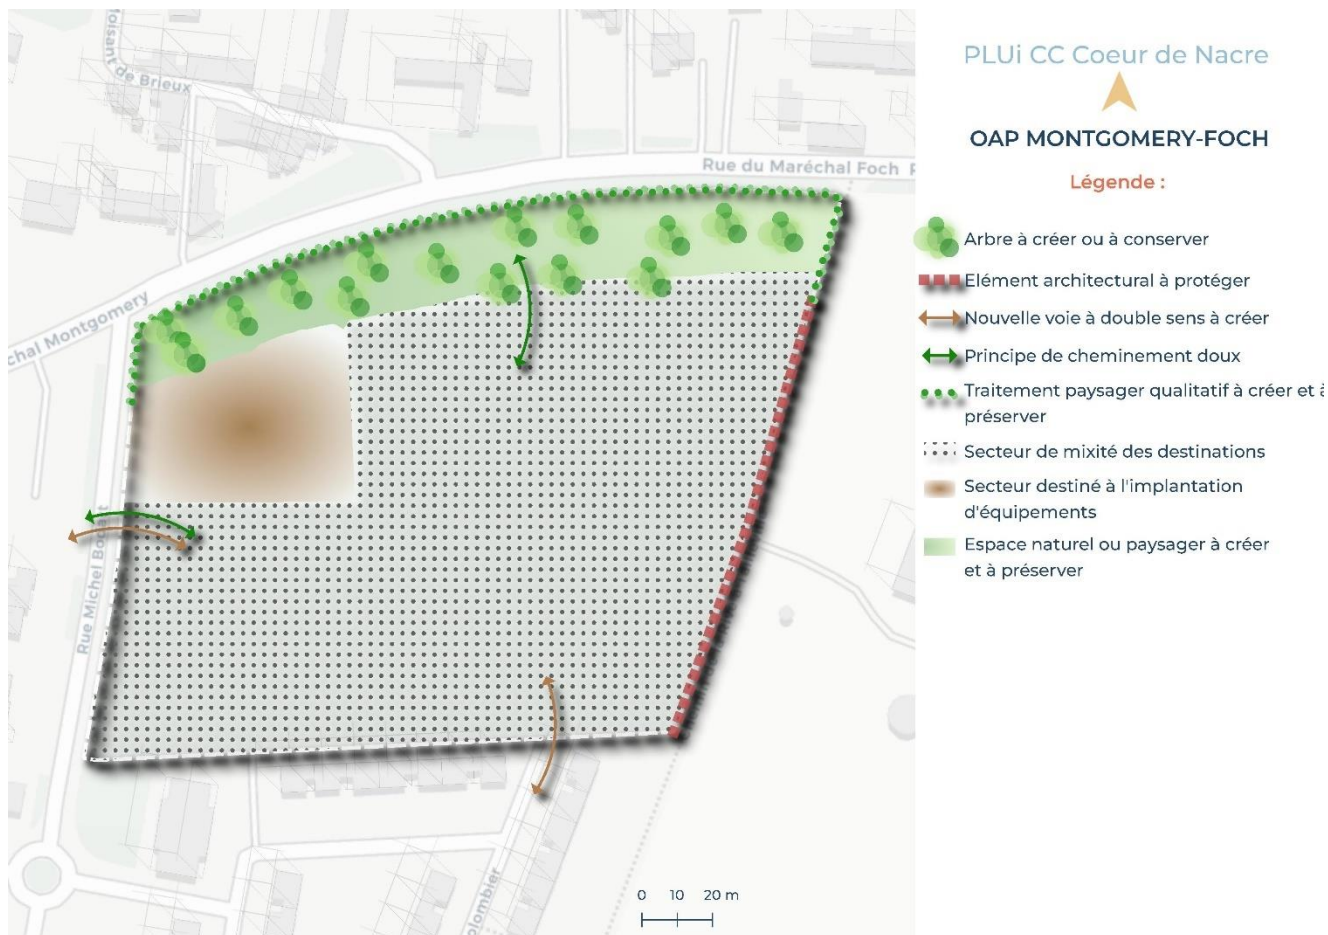 PLUi CC Coeur de Nacre
OAP MONTGOMERY-FOCH
Légende :
Arbre à créer ou à conserver
Elément architectural à protéger
Nouvelle voie à double sens à créer
Principe de cheminement doux
Traitement paysager qualitatif à créer et à
préserver
Secteur de mixité des destinations
Secteur destiné à l'implantation
d'équipements
Espace naturel ou paysager à créer
et à préserver
de Brieux
Rue du Maréchal Foch
chal Montgomery
Rue Michel
olombier
0 10 20 m